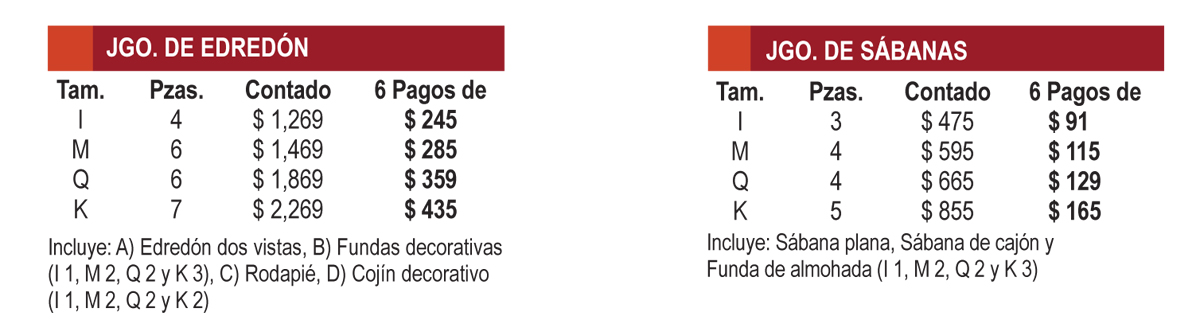 JGO. DE EDREDÓN
Tam. Pzas. Contado 6 Pagos de
I 4 $ 1,269 $ 245
M 6 $ 1,469 $ 285
Q 6 $ 1,869 $ 359
K 7 $ 2,269 $ 435
Incluye: A) Edredón dos vistas, B) Fundas decorativas
(I 1, M 2, Q 2 y K 3), C) Rodapié, D) Cojín decorativo
(I 1, M 2, Q 2 y K 2)
JGO. DE SÁBANAS
Tam. Pzas. Contado 6 Pagos de
I 3 $ 475 $ 91
M 4 $ 595 $ 115
Q 4 $ 665 $ 129
K 5 $ 855 $ 165
Incluye: Sábana plana, Sábana de cajón y
Funda de almohada (I 1, M 2, Q 2 y K 3)